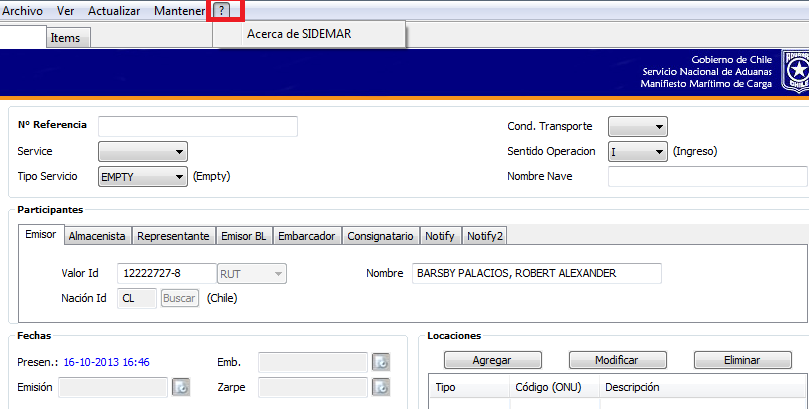 Archivo Ver Actualizar Mantener ?
Acerca de SIDEMAR
Items
Gobierno de Chile
Servicio Nacional de Aduanas
Manifiesto Marítimo de Carga
ADUANAS
CHILE
Nº Referencia
Cond. Transporte
Service
Sentido Operacion I (Ingreso)
Tipo Servicio EMPTY (Empty)
Nombre Nave
Participantes
Emisor Almacenista Representante Emisor BL Embarcador Consignatario Notify Notify2
Valor Id 12222727-8 RUT Nombre BARSBY PALACIOS, ROBERT ALEXANDER
Nación Id CL Buscar (Chile)
Fechas
Presen.: 16-10-2013 16:46 Emb.
Emisión Zarpe
Locaciones
Agregar Modificar Eliminar
Tipo Código (ONU) Descripción